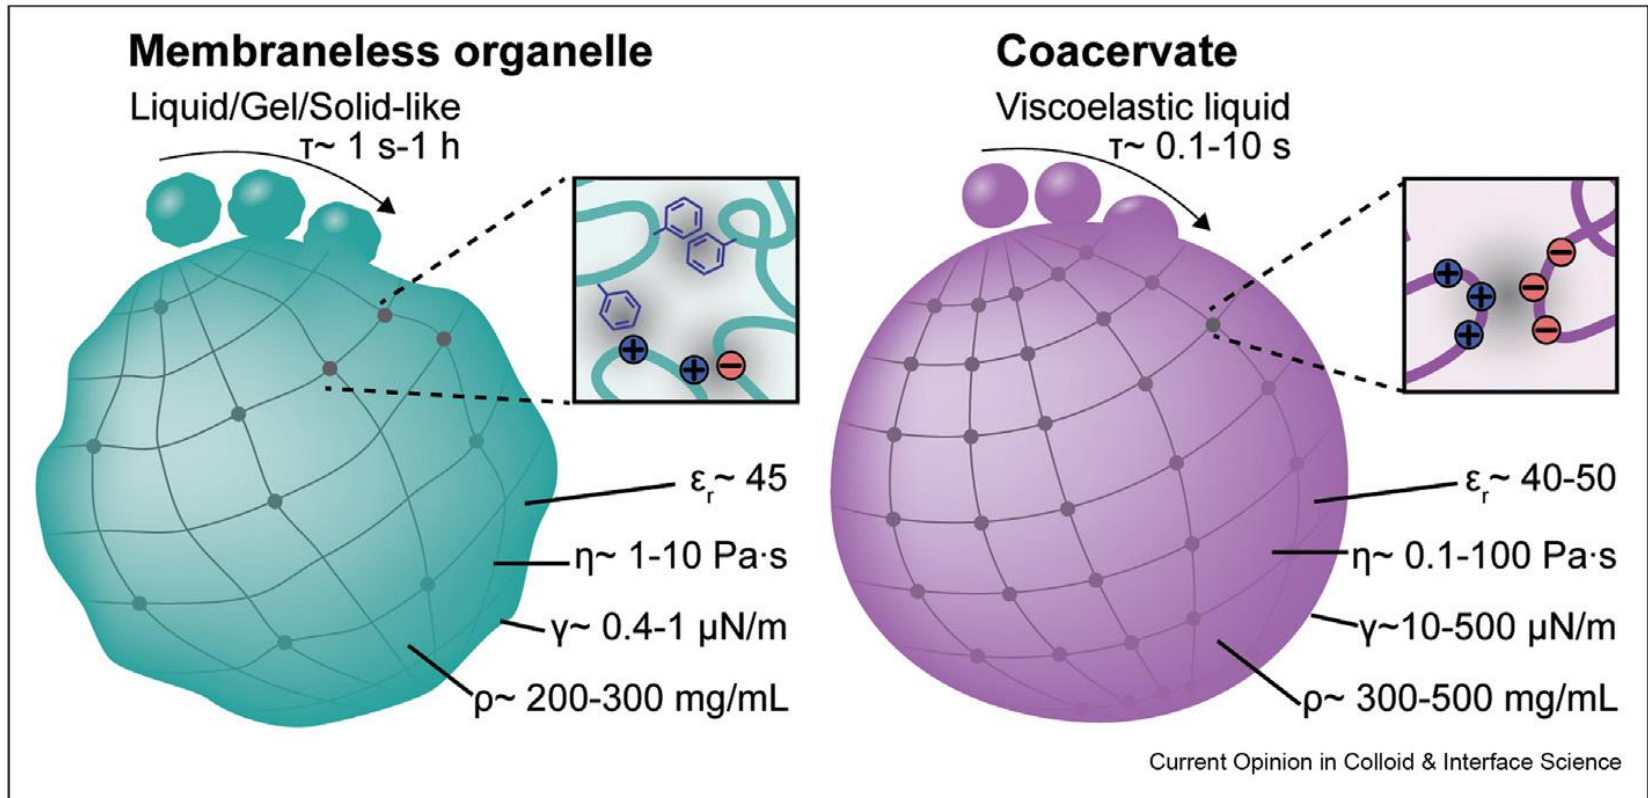 Membraneless organelle
Liquid/Gel/Solid-like
τ~ 1 s-1 h
+
+
−
εr~ 45
η~ 1-10 Pa·s
γ~ 0.4-1 µN/m
ρ~ 200-300 mg/mL
Coacervate
Viscoelastic liquid
τ~ 0.1-10 s
+
+
+
−
−
−
εr~ 40-50
η~ 0.1-100 Pa·s
γ~10-500 µN/m
ρ~ 300-500 mg/mL
Current Opinion in Colloid & Interface Science